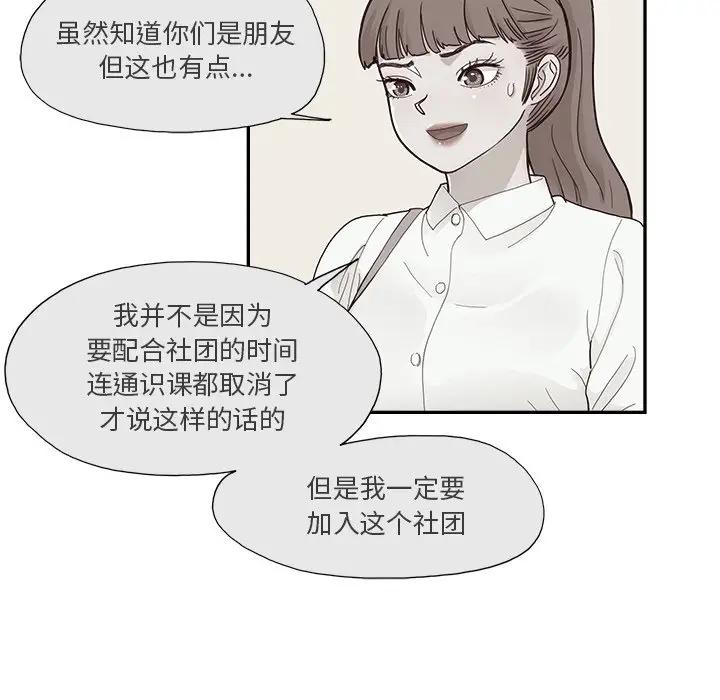 虽然知道你们是朋友
但这也有点...
我并不是因为
要配合社团的时间
连通识课都取消了
才说这样的话的
但是我一定要
加入这个社团